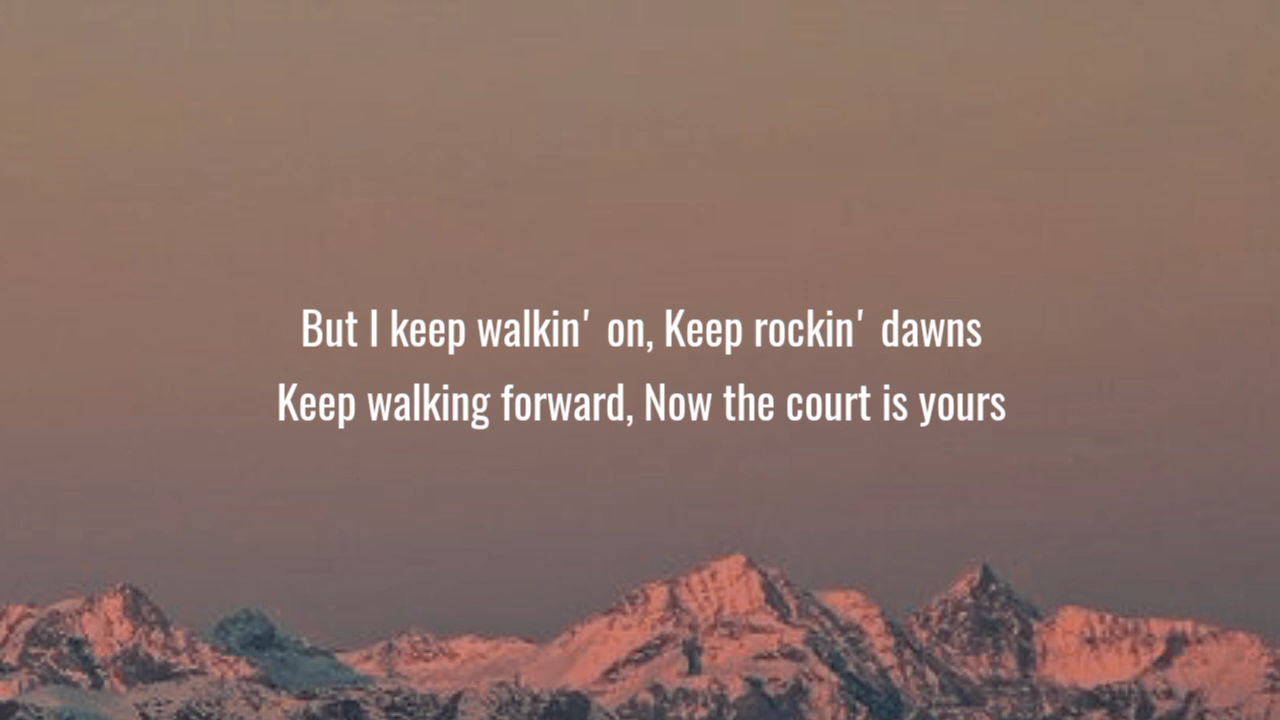 But I keep walkin' on, Keep rockin' dawns
Keep walking forward, Now the court is yours